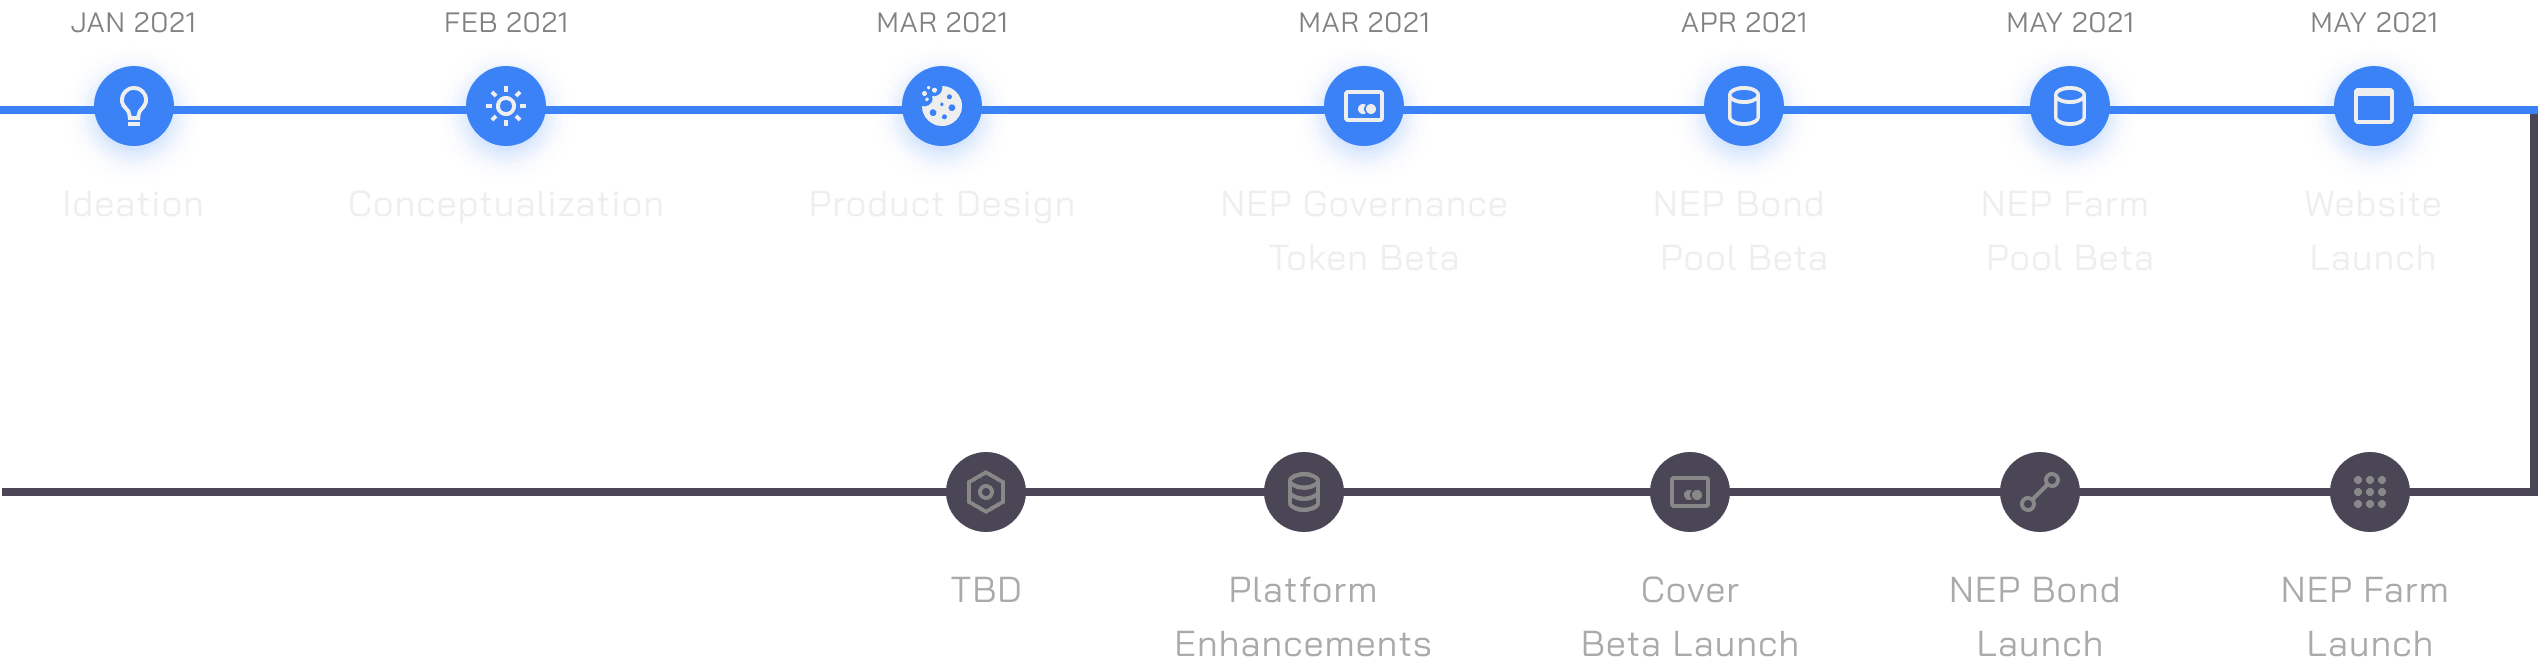 JAN 2021
FEB 2021
MAR 2021
MAR 2021
APR 2021
MAY 2021
MAY 2021
Ideation
Conceptualization
Product Design
NEP Governance
Token Beta
NEP Bond
Pool Beta
NEP Farm
Pool Beta
Website
Launch
TBD
Platform
Enhancements
Cover
Beta Launch
NEP Bond
Launch
NEP Farm
Launch